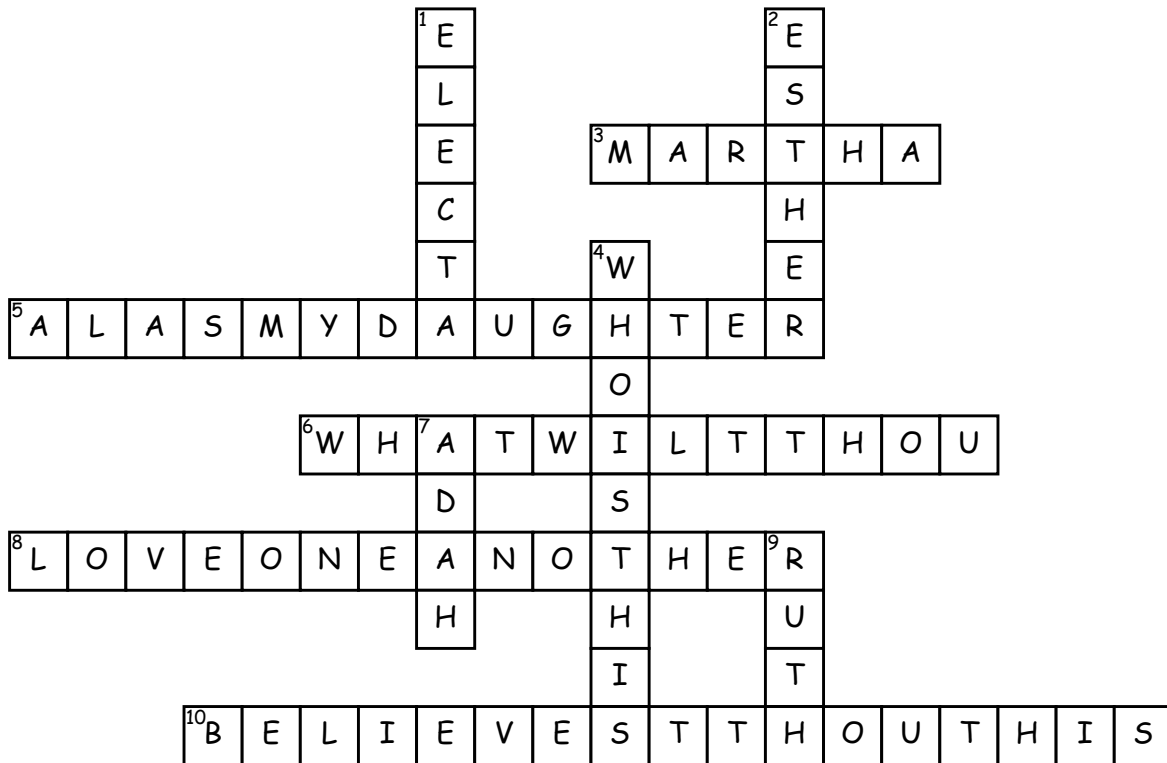 1 E 2 E
L S
E 3 M A R T H A
C H
T 4 W E
5 A L A S M Y D A U G H T E R
O
6 W H 7 A T W I L T T H O U
D S
8 L O V E O N E A N O T H E 9 R
H H U
I T
10 B E L I E V E S T T H O U T H I S